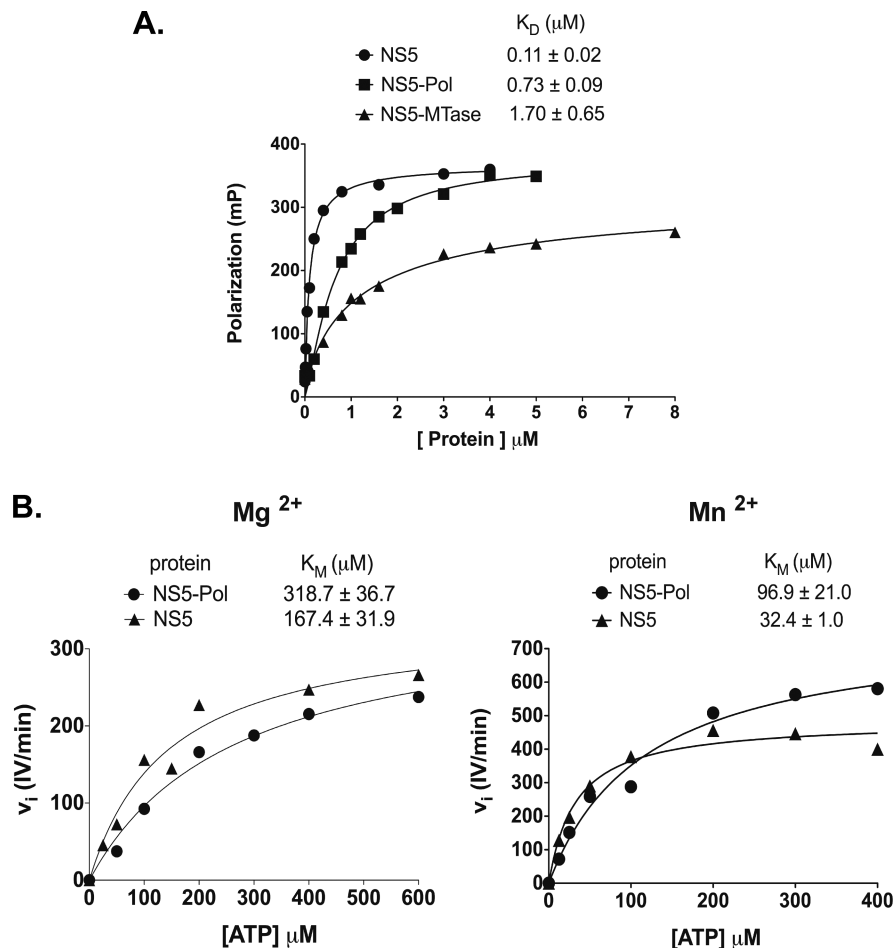 A.
K_D (μM)
NS5 0.11 ± 0.02
NS5-Pol 0.73 ± 0.09
NS5-MTase 1.70 ± 0.65
Polarization (mP)
400
300
200
100
0
0 1 2 3 4 5 6 7 8
[ Protein ] μM
B.
Mg 2+
protein K_M (μM)
NS5-Pol 318.7 ± 36.7
NS5 167.4 ± 31.9
v_i (IV/min)
300
200
100
0
0 100 200 300 400 500 600
[ATP] μM
Mn 2+
protein K_M (μM)
NS5-Pol 96.9 ± 21.0
NS5 32.4 ± 1.0
v_i (IV/min)
700
600
500
400
300
200
100
0
0 100 200 300 400
[ATP] μM